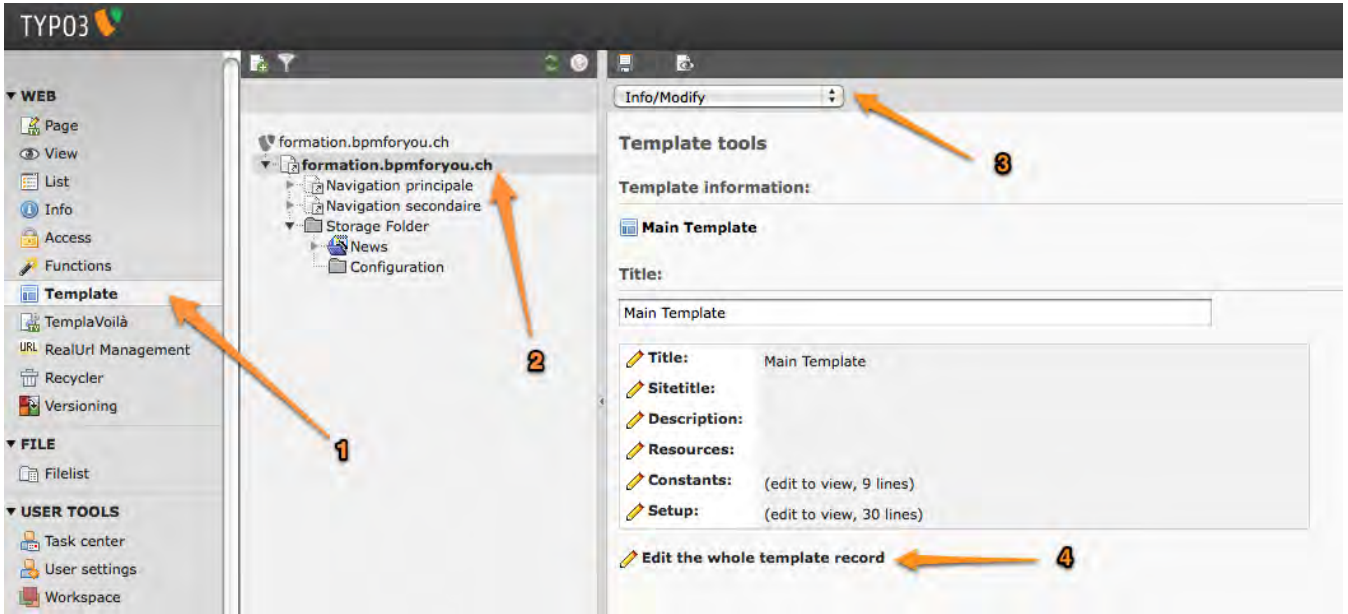 TYPO3
WEB
Page
View
List
Info
Access
Functions
Template
TemplaVoilà
URL RealUrl Management
Recycler
Versioning
FILE
Filelist
USER TOOLS
Task center
User settings
Workspace
1
formation.bpmforyou.ch
formation.bpmforyou.ch
Navigation principale
Navigation secondaire
Storage Folder
News
Configuration
2
Info/Modify
3
Template tools
Template information:
Main Template
Title:
Main Template
Title: Main Template
Sitetitle:
Description:
Resources:
Constants: (edit to view, 9 lines)
Setup: (edit to view, 30 lines)
Edit the whole template record
4